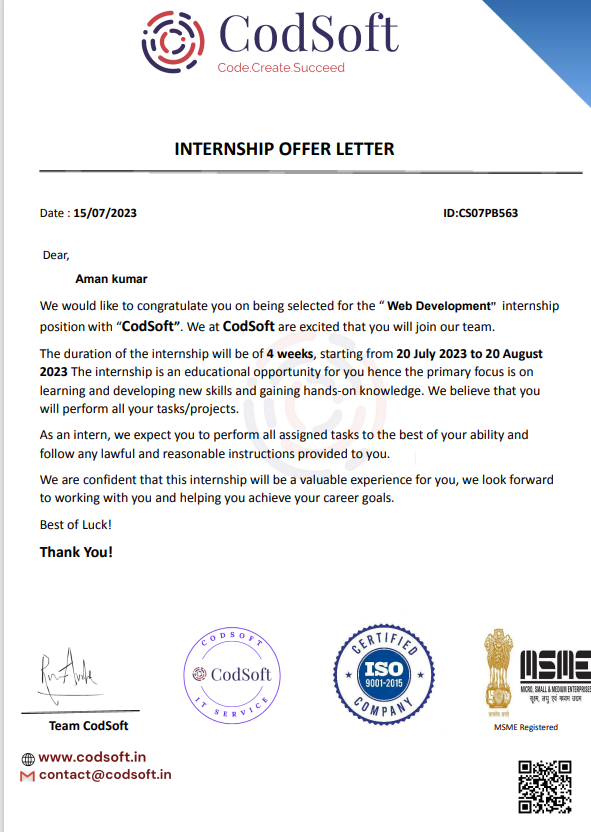 CodSoft
Code.Create.Succeed
INTERNSHIP OFFER LETTER
Date : 15/07/2023
ID:CS07PB563
Dear,
Aman kumar
We would like to congratulate you on being selected for the “ Web Development” internship
position with “CodSoft”. We at CodSoft are excited that you will join our team.
The duration of the internship will be of 4 weeks, starting from 20 July 2023 to 20 August
2023 The internship is an educational opportunity for you hence the primary focus is on
learning and developing new skills and gaining hands-on knowledge. We believe that you
will perform all your tasks/projects.
As an intern, we expect you to perform all assigned tasks to the best of your ability and
follow any lawful and reasonable instructions provided to you.
We are confident that this internship will be a valuable experience for you, we look forward
to working with you and helping you achieve your career goals.
Best of Luck!
Thank You!
Team CodSoft
CODSOFT
CodSoft
IT SERVICE
CERTIFIED
ISO
9001-2015
COMPANY
MSME
MICRO, SMALL & MEDIUM ENTERPRISES
सूक्ष्म, लघु एवं मध्यम उद्यम
सत्यमेव जयते
MSME Registered
www.codsoft.in
contact@codsoft.in